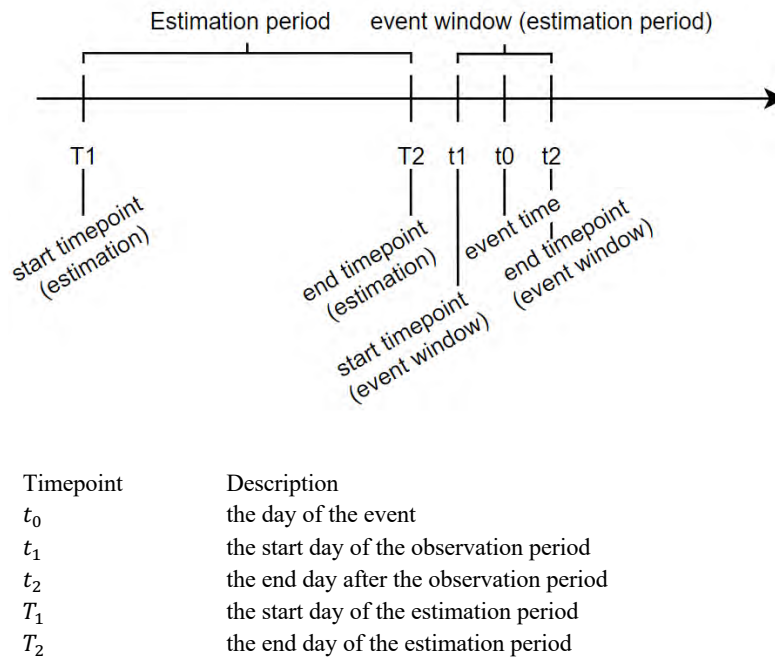 Estimation period event window (estimation period)
T1 T2 t1 t0 t2
start timepoint
(estimation)
end timepoint
(estimation)
start timepoint
(event window)
event time
end timepoint
(event window)
Timepoint Description
t₀ the day of the event
t₁ the start day of the observation period
t₂ the end day after the observation period
T₁ the start day of the estimation period
T₂ the end day of the estimation period